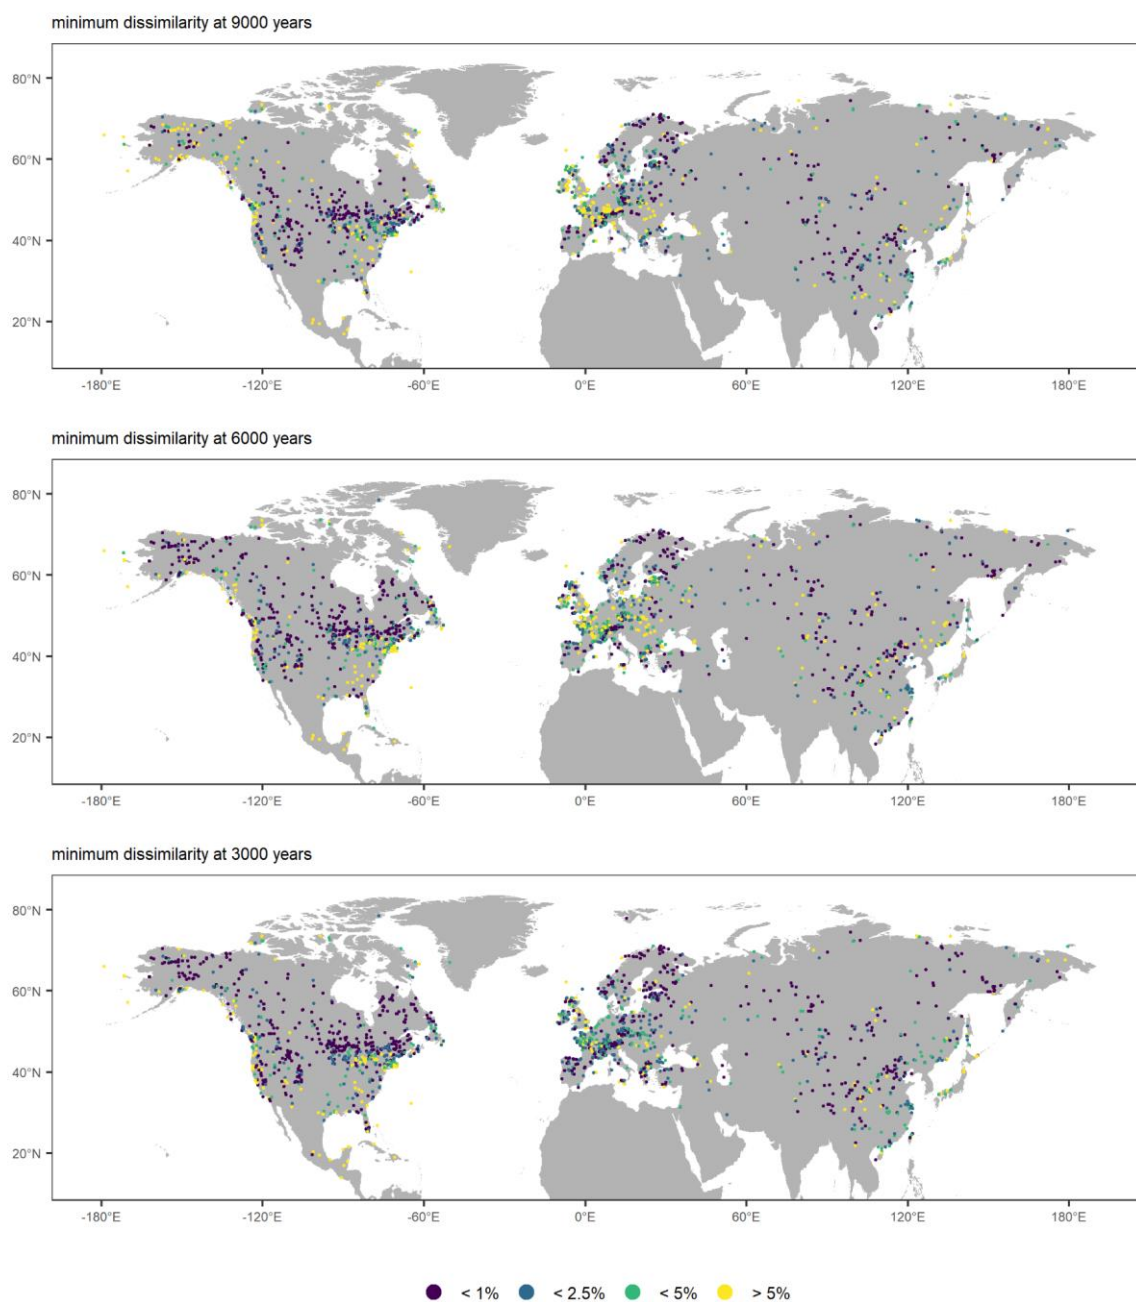 minimum dissimilarity at 9000 years
80°N
60°N
40°N
20°N
-180°E -120°E -60°E 0°E 60°E 120°E 180°E
minimum dissimilarity at 6000 years
80°N
60°N
40°N
20°N
-180°E -120°E -60°E 0°E 60°E 120°E 180°E
minimum dissimilarity at 3000 years
80°N
60°N
40°N
20°N
-180°E -120°E -60°E 0°E 60°E 120°E 180°E
< 1% < 2.5% < 5% > 5%